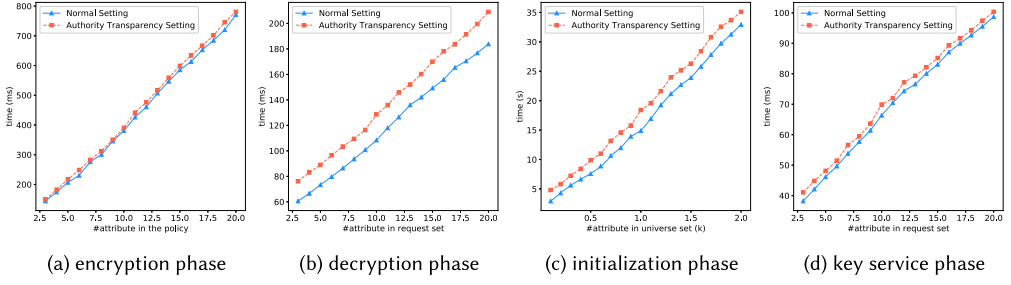 Normal Setting
Authority Transparency Setting
800
700
600
500
400
300
200
time (ms)
2.5 5.0 7.5 10.0 12.5 15.0 17.5 20.0
#attribute in the policy
(a) encryption phase
Normal Setting
Authority Transparency Setting
200
180
160
140
120
100
80
60
time (ms)
2.5 5.0 7.5 10.0 12.5 15.0 17.5 20.0
#attribute in request set
(b) decryption phase
Normal Setting
Authority Transparency Setting
35
30
25
20
15
10
5
time (s)
0.5 1.0 1.5 2.0
#attribute in universe set (k)
(c) initialization phase
Normal Setting
Authority Transparency Setting
100
90
80
70
60
50
40
time (ms)
2.5 5.0 7.5 10.0 12.5 15.0 17.5 20.0
#attribute in request set
(d) key service phase